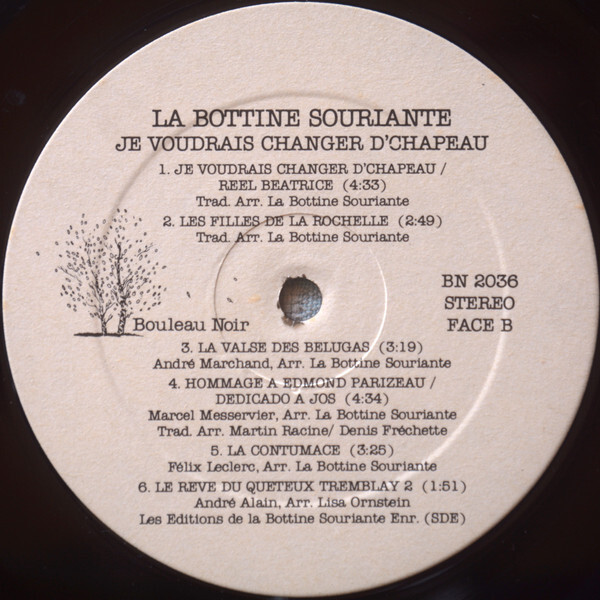 LA BOTTINE SOURIANTE
JE VOUDRAIS CHANGER D'CHAPEAU
1. JE VOUDRAIS CHANGER D'CHAPEAU /
REEL BEATRICE (4:33)
Trad. Arr. La Bottine Souriante
2. LES FILLES DE LA ROCHELLE (2:49)
Trad. Arr. La Bottine Souriante
BN 2036
STEREO
Bouleau Noir
FACE B
3. LA VALSE DES BELUGAS (3:19)
André Marchand, Arr. La Bottine Souriante
4. HOMMAGE A EDMOND PARIZEAU /
DEDICADO A JOS (4:34)
Marcel Messervier, Arr. La Bottine Souriante
Trad. Arr. Martin Racine/ Denis Fréchette
5. LA CONTUMACE (3:25)
Félix Leclerc, Arr. La Bottine Souriante
6. LE REVE DU QUETEUX TREMBLAY 2 (1:51)
André Alain, Arr. Lisa Ornstein
Les Editions de la Bottine Souriante Enr. (SDE)